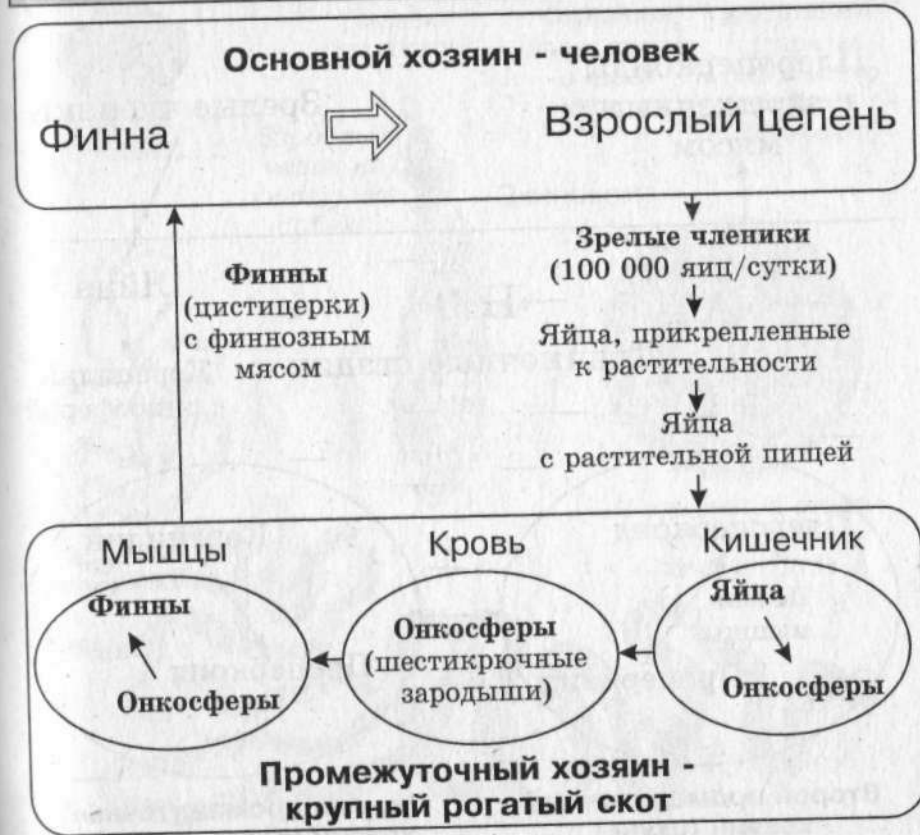 Основной хозяин - человек
Финна
Взрослый цепень
Зрелые членики
(100 000 яиц/сутки)
Яйца, прикрепленные
к растительности
Яйца
с растительной пищей
Финны
(цистицерки)
с финнозным
мясом
Мышцы
Кровь
Кишечник
Финны
Онкосферы
Онкосферы
(шестикрючные
зародыши)
Яйца
Онкосферы
Промежуточный хозяин -
крупный рогатый скот